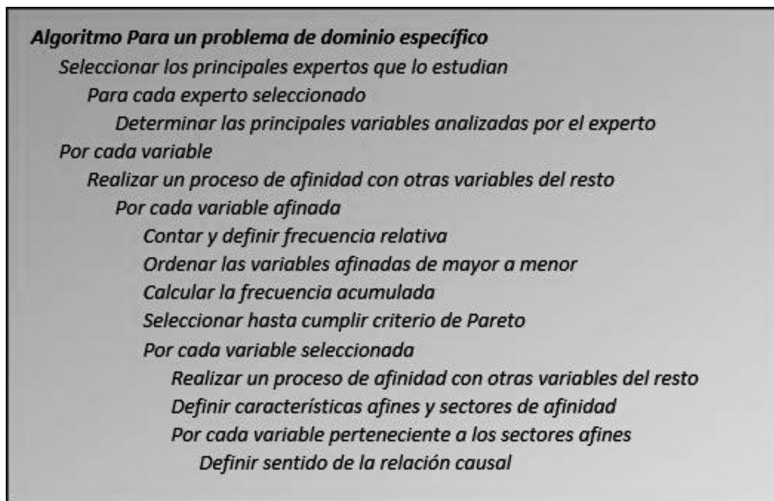 Algoritmo Para un problema de dominio específico
Seleccionar los principales expertos que lo estudian
Para cada experto seleccionado
Determinar las principales variables analizadas por el experto
Por cada variable
Realizar un proceso de afinidad con otras variables del resto
Por cada variable afinada
Contar y definir frecuencia relativa
Ordenar las variables afinadas de mayor a menor
Calcular la frecuencia acumulada
Seleccionar hasta cumplir criterio de Pareto
Por cada variable seleccionada
Realizar un proceso de afinidad con otras variables del resto
Definir características afines y sectores de afinidad
Por cada variable perteneciente a los sectores afines
Definir sentido de la relación causal